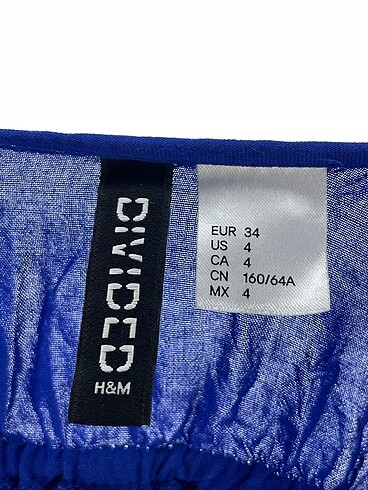 DIVIDED
H&M
EUR 34
US 4
CA 4
CN 160/64A
MX 4